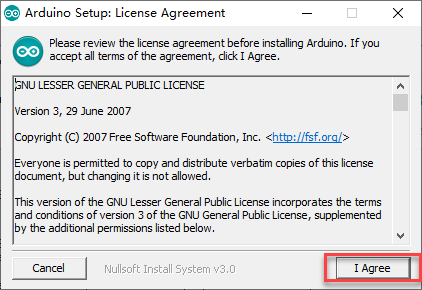 Arduino Setup: License Agreement
Please review the license agreement before installing Arduino. If you
accept all terms of the agreement, click I Agree.
GNU LESSER GENERAL PUBLIC LICENSE
Version 3, 29 June 2007
Copyright (C) 2007 Free Software Foundation, Inc. <http://fsf.org/>
Everyone is permitted to copy and distribute verbatim copies of this license
document, but changing it is not allowed.
This version of the GNU Lesser General Public License incorporates the terms
and conditions of version 3 of the GNU General Public License, supplemented
by the additional permissions listed below.
Cancel
Nullsoft Install System v3.0
I Agree